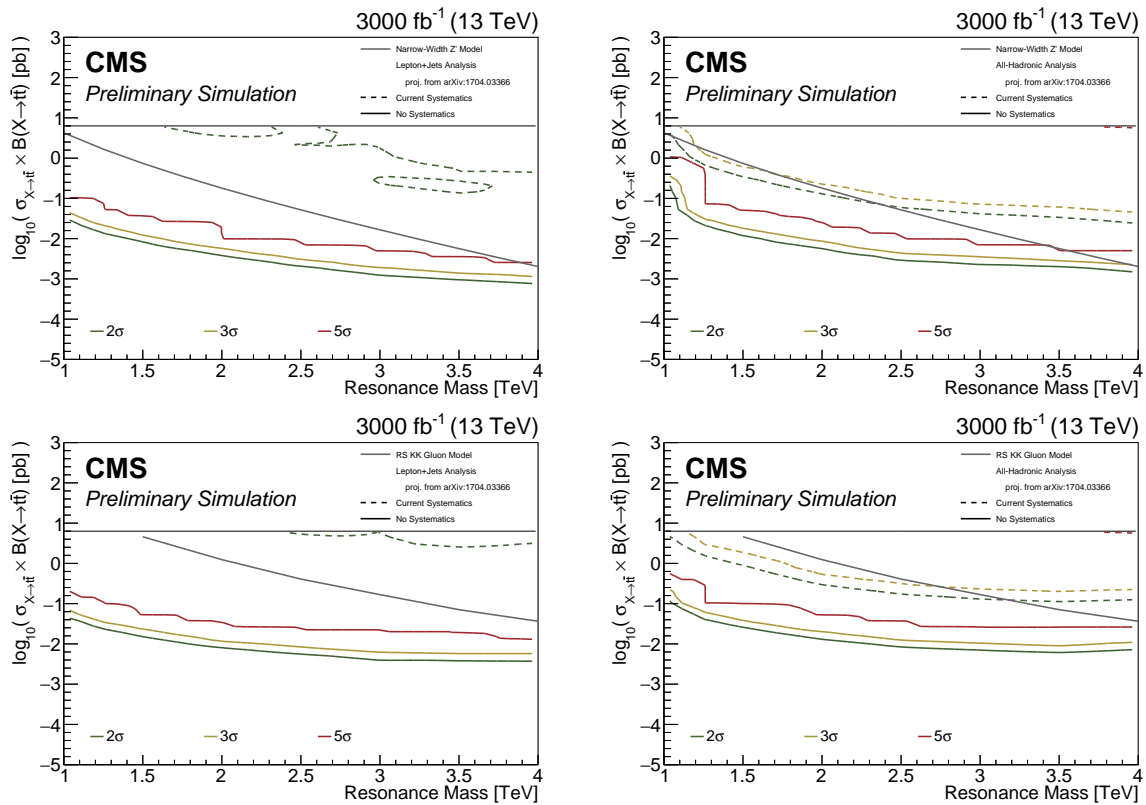 3000 fb⁻¹ (13 TeV)
CMS
Preliminary Simulation
Narrow-Width Z' Model
Lepton+Jets Analysis
proj. from arXiv:1704.03366
Current Systematics
No Systematics
log₁₀( σ_X→tt̄ × B(X→tt̄) [pb] )
3
2
1
0
−1
−2
−3
−4
−5
2σ 3σ 5σ
1 1.5 2 2.5 3 3.5 4
Resonance Mass [TeV]
3000 fb⁻¹ (13 TeV)
CMS
Preliminary Simulation
Narrow-Width Z' Model
All-Hadronic Analysis
proj. from arXiv:1704.03366
Current Systematics
No Systematics
log₁₀( σ_X→tt̄ × B(X→tt̄) [pb] )
3
2
1
0
−1
−2
−3
−4
−5
2σ 3σ 5σ
1 1.5 2 2.5 3 3.5 4
Resonance Mass [TeV]
3000 fb⁻¹ (13 TeV)
CMS
Preliminary Simulation
RS KK Gluon Model
Lepton+Jets Analysis
proj. from arXiv:1704.03366
Current Systematics
No Systematics
log₁₀( σ_X→tt̄ × B(X→tt̄) [pb] )
3
2
1
0
−1
−2
−3
−4
−5
2σ 3σ 5σ
1 1.5 2 2.5 3 3.5 4
Resonance Mass [TeV]
3000 fb⁻¹ (13 TeV)
CMS
Preliminary Simulation
RS KK Gluon Model
All-Hadronic Analysis
proj. from arXiv:1704.03366
Current Systematics
No Systematics
log₁₀( σ_X→tt̄ × B(X→tt̄) [pb] )
3
2
1
0
−1
−2
−3
−4
−5
2σ 3σ 5σ
1 1.5 2 2.5 3 3.5 4
Resonance Mass [TeV]